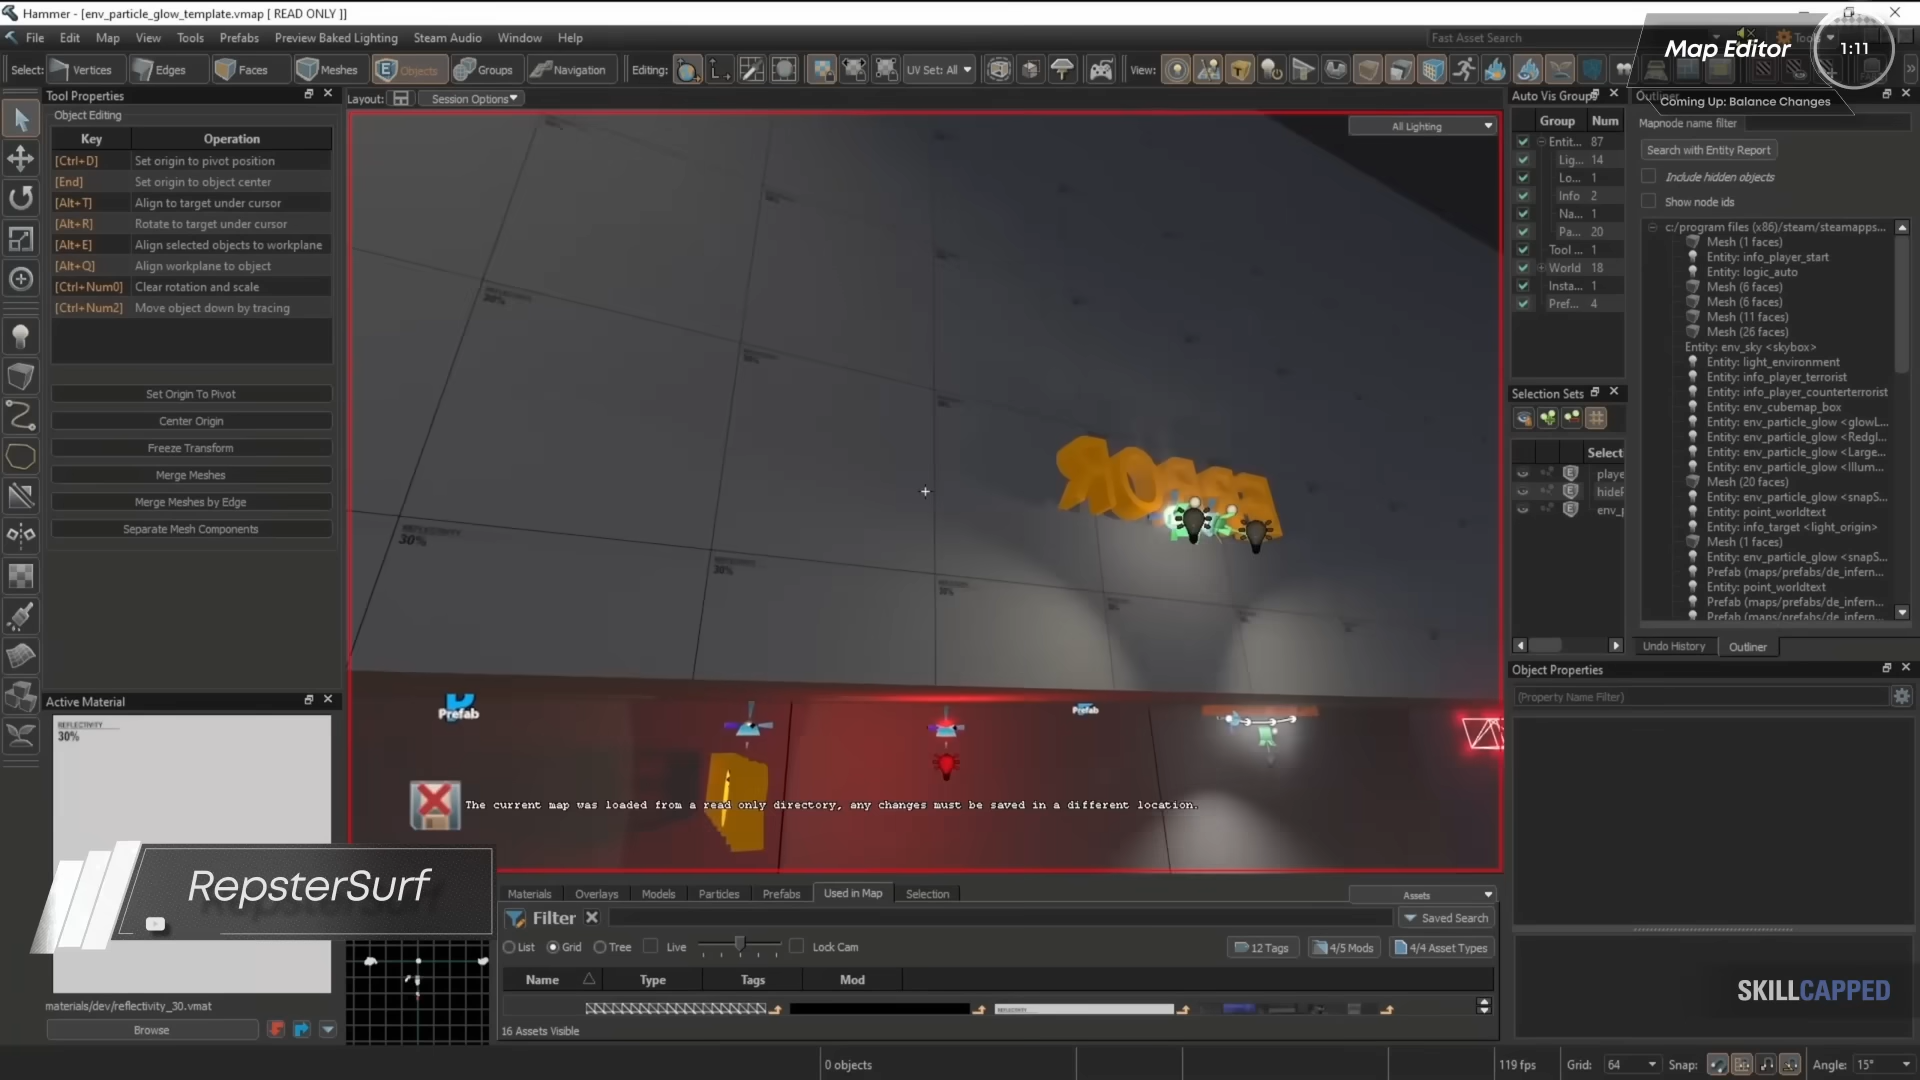 Hammer - [env_particle_glow_template.vmap [ READ ONLY ]]
File Edit Map View Tools Prefabs Preview Baked Lighting Steam Audio Window Help
Fast Asset Search
Tools
Map Editor
1:11
Coming Up: Balance Changes
Select: Vertices Edges Faces Meshes Objects Groups Navigation Editing: UV Set: All View:
Tool Properties
Object Editing
Key Operation
[Ctrl+D] Set origin to pivot position
[End] Set origin to object center
[Alt+T] Align to target under cursor
[Alt+R] Rotate to target under cursor
[Alt+E] Align selected objects to workplane
[Alt+Q] Align workplane to object
[Ctrl+Num0] Clear rotation and scale
[Ctrl+Num2] Move object down by tracing
Set Origin To Pivot
Center Origin
Freeze Transform
Merge Meshes
Merge Meshes by Edge
Separate Mesh Components
Active Material
REFLECTIVITY
30%
materials/dev/reflectivity_30.vmat
Browse
RepsterSurf
Layout: Session Options
All Lighting
30%
30%
30%
Prefab
Prefab
The current map was loaded from a read only directory, any changes must be saved in a different location.
Materials Overlays Models Particles Prefabs Used in Map Selection
Assets
Filter
Saved Search
List Grid Tree Live Lock Cam
12 Tags 4/5 Mods 4/4 Asset Types
Name Type Tags Mod
16 Assets Visible
Auto Vis Groups
Group Num
Entit... 87
Lig... 14
Lo... 1
Info 2
Na... 1
Pa... 20
Tool ... 1
World 18
Insta... 1
Pref... 4
Selection Sets
Select
playe
hideF
env_p
Outliner
Mapnode name filter
Search with Entity Report
Include hidden objects
Show node ids
c:/program files (x86)/steam/steamapps...
Mesh (1 faces)
Entity: info_player_start
Entity: logic_auto
Mesh (6 faces)
Mesh (6 faces)
Mesh (11 faces)
Mesh (26 faces)
Entity: env_sky <skybox>
Entity: light_environment
Entity: info_player_terrorist
Entity: info_player_counterterrorist
Entity: env_cubemap_box
Entity: env_particle_glow <glowL...
Entity: env_particle_glow <Redgl...
Entity: env_particle_glow <Large...
Entity: env_particle_glow <Illum...
Mesh (20 faces)
Entity: env_particle_glow <snapS...
Entity: point_worldtext
Entity: info_target <light_origin>
Mesh (1 faces)
Entity: env_particle_glow <snapS...
Prefab (maps/prefabs/de_infern...
Entity: point_worldtext
Prefab (maps/prefabs/de_infern...
Prefab (maps/prefabs/de_infern...
Undo History Outliner
Object Properties
(Property Name Filter)
SKILLCAPPED
0 objects
119 fps
Grid: 64
Snap:
Angle: 15°